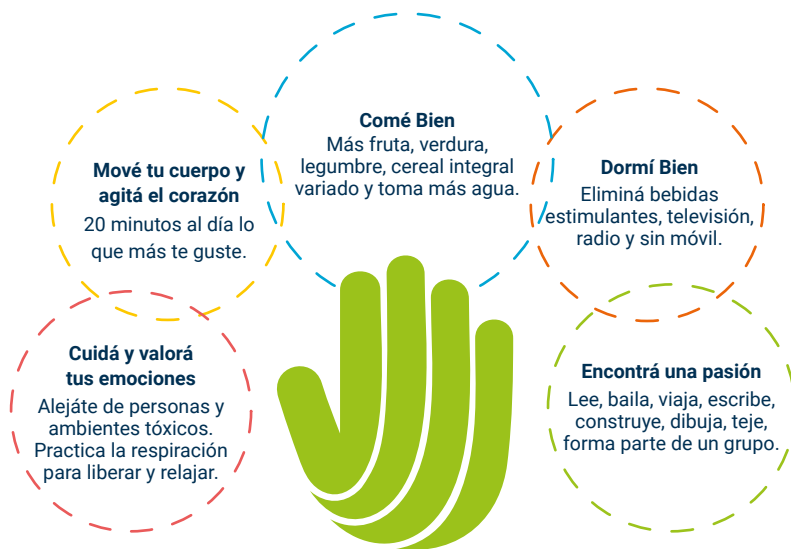 Comé Bien
Más fruta, verdura,
legumbre, cereal integral
variado y toma más agua.
Mové tu cuerpo y
agitá el corazón
20 minutos al día lo
que más te guste.
Dormí Bien
Eliminá bebidas
estimulantes, televisión,
radio y sin móvil.
Cuidá y valorá
tus emociones
Alejáte de personas y
ambientes tóxicos.
Practica la respiración
para liberar y relajar.
Encontrá una pasión
Lee, baila, viaja, escribe,
construye, dibuja, teje,
forma parte de un grupo.